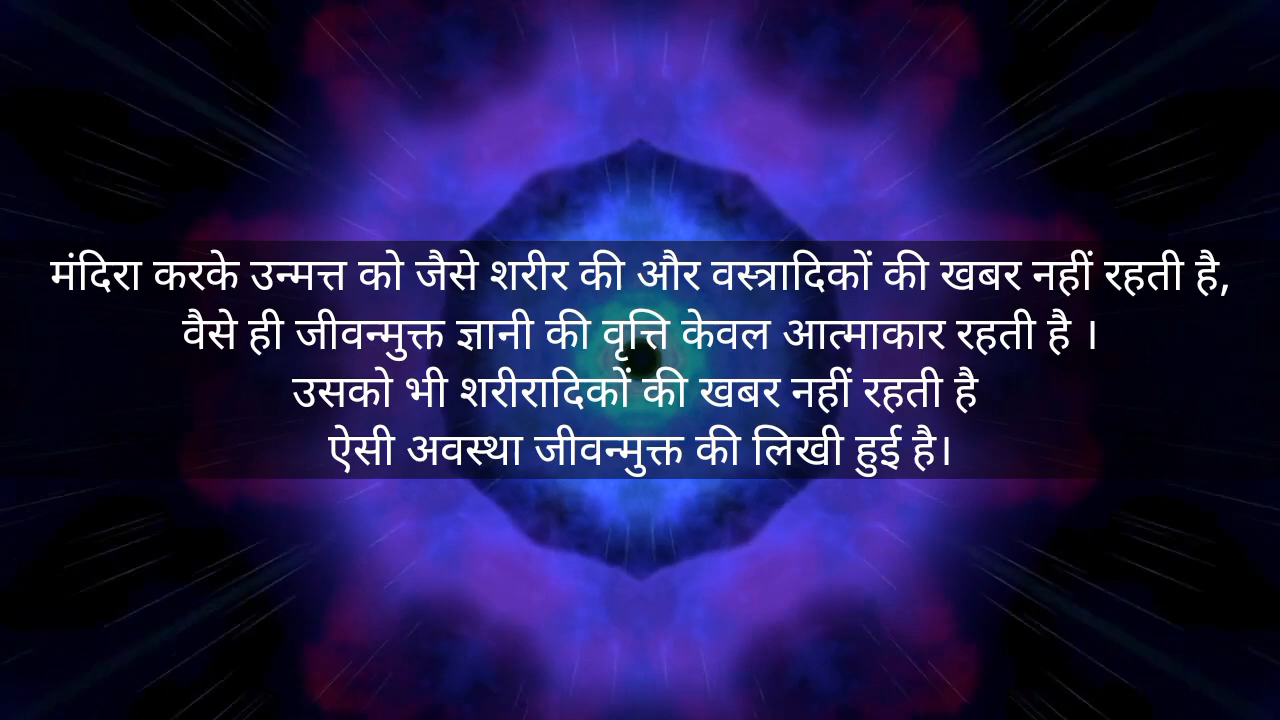 मंदिरा करके उन्मत्त को जैसे शरीर की और वस्त्रादिकों की खबर नहीं रहती है,
वैसे ही जीवन्मुक्त ज्ञानी की वृत्ति केवल आत्माकार रहती है ।
उसको भी शरीरादिकों की खबर नहीं रहती है
ऐसी अवस्था जीवन्मुक्त की लिखी हुई है।